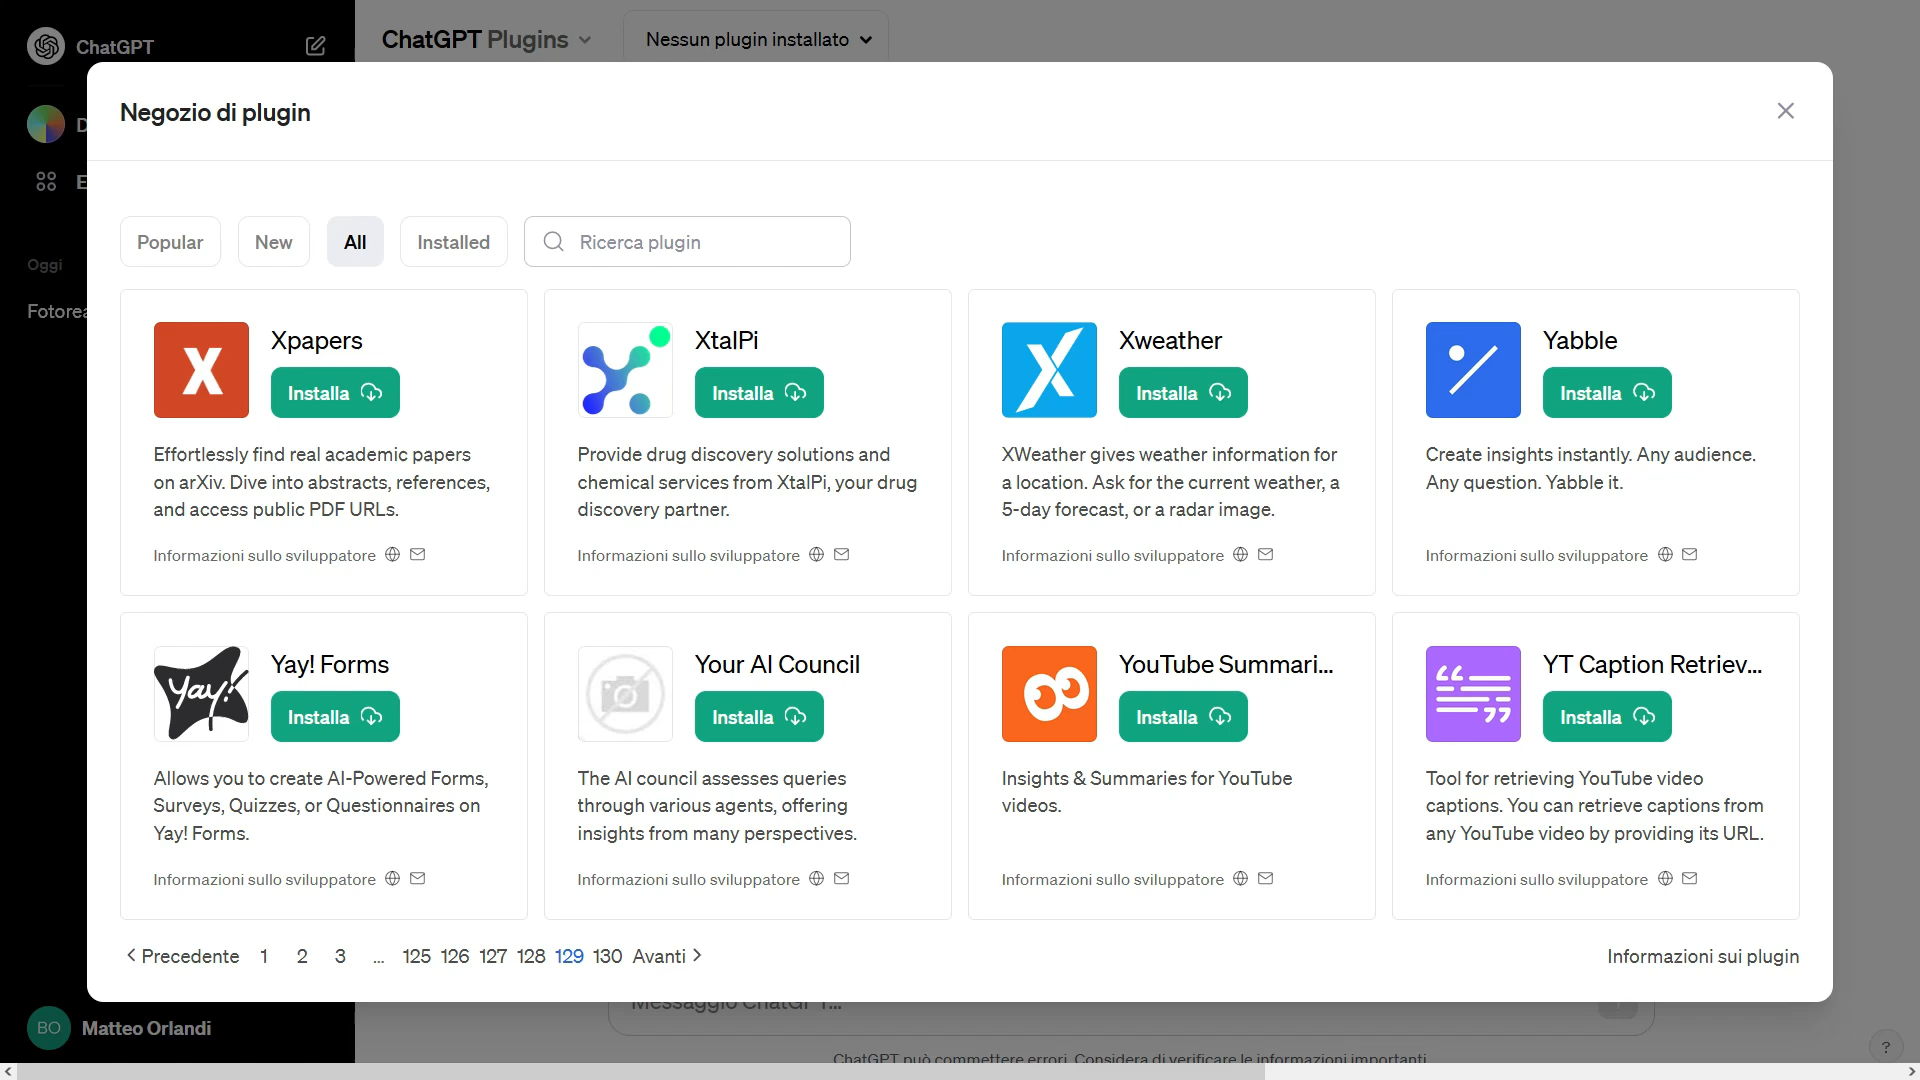 ChatGPT
ChatGPT Plugins
Nessun plugin installato
Negozio di plugin
D
E
Oggi
Fotorea
Popular
New
All
Installed
Ricerca plugin
X
Xpapers
Installa
Effortlessly find real academic papers
on arXiv. Dive into abstracts, references,
and access public PDF URLs.
Informazioni sullo sviluppatore
XtalPi
Installa
Provide drug discovery solutions and
chemical services from XtalPi, your drug
discovery partner.
Informazioni sullo sviluppatore
Xweather
Installa
XWeather gives weather information for
a location. Ask for the current weather, a
5-day forecast, or a radar image.
Informazioni sullo sviluppatore
Yabble
Installa
Create insights instantly. Any audience.
Any question. Yabble it.
Informazioni sullo sviluppatore
Yay!
Yay! Forms
Installa
Allows you to create AI-Powered Forms,
Surveys, Quizzes, or Questionnaires on
Yay! Forms.
Informazioni sullo sviluppatore
Your AI Council
Installa
The AI council assesses queries
through various agents, offering
insights from many perspectives.
Informazioni sullo sviluppatore
YouTube Summari...
Installa
Insights & Summaries for YouTube
videos.
Informazioni sullo sviluppatore
YT Caption Retriev...
Installa
Tool for retrieving YouTube video
captions. You can retrieve captions from
any YouTube video by providing its URL.
Informazioni sullo sviluppatore
Precedente 1 2 3 ... 125 126 127 128 129 130 Avanti
Informazioni sui plugin
Messaggio ChatGPT...
BO Matteo Orlandi
ChatGPT può commettere errori. Considera di verificare le informazioni importanti.
?